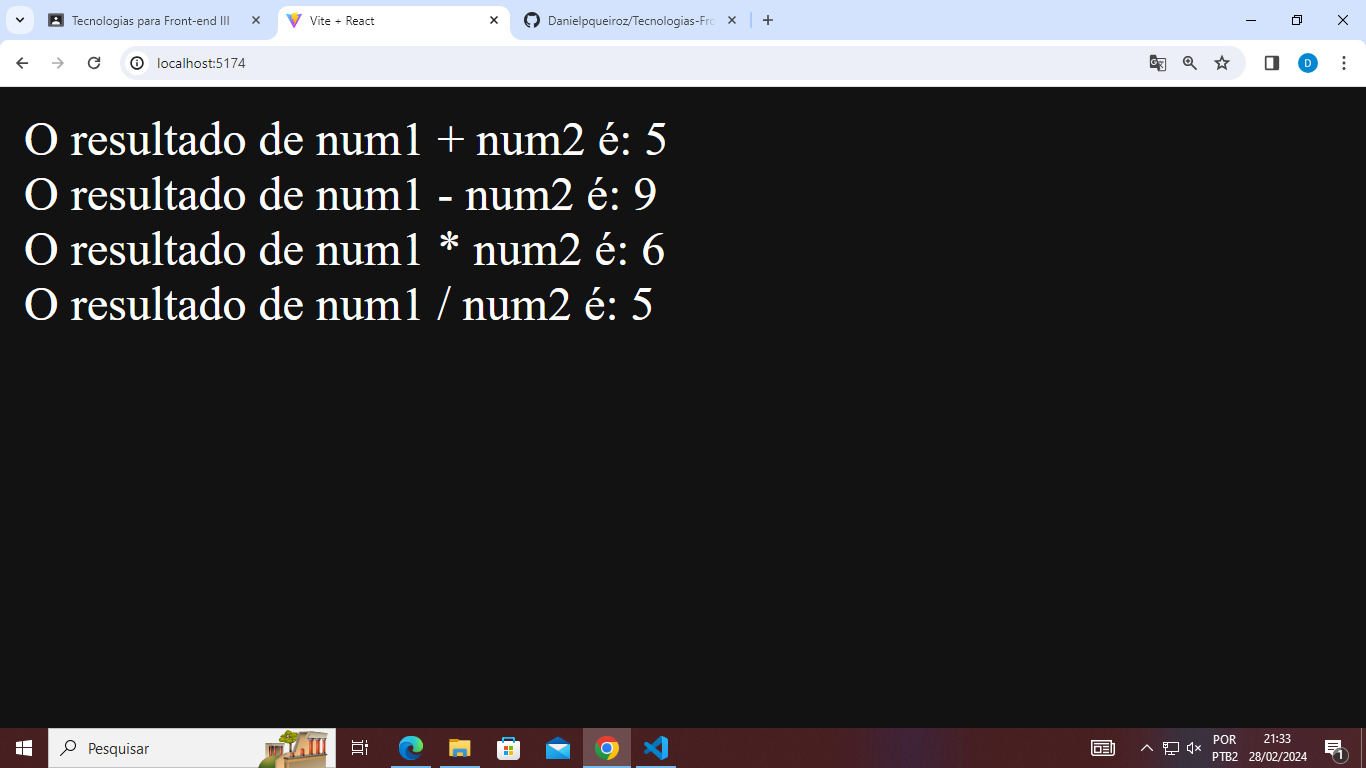 Tecnologias para Front-end III
Vite + React
Danielpqueiroz/Tecnologias-Fro
localhost:5174
D
O resultado de num1 + num2 é: 5
O resultado de num1 - num2 é: 9
O resultado de num1 * num2 é: 6
O resultado de num1 / num2 é: 5
Pesquisar
POR
PTB2
21:33
28/02/2024
1